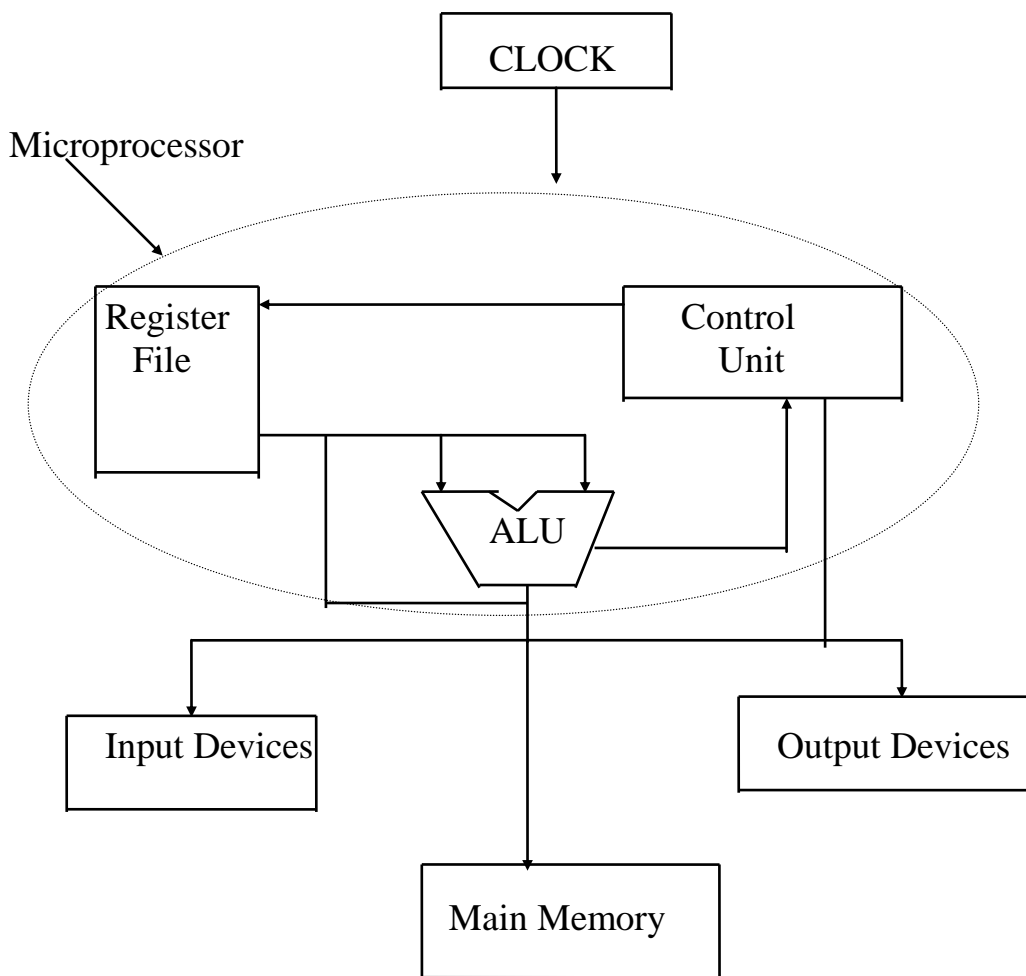 CLOCK
Microprocessor
Register
File
Control
Unit
ALU
Input Devices
Output Devices
Main Memory